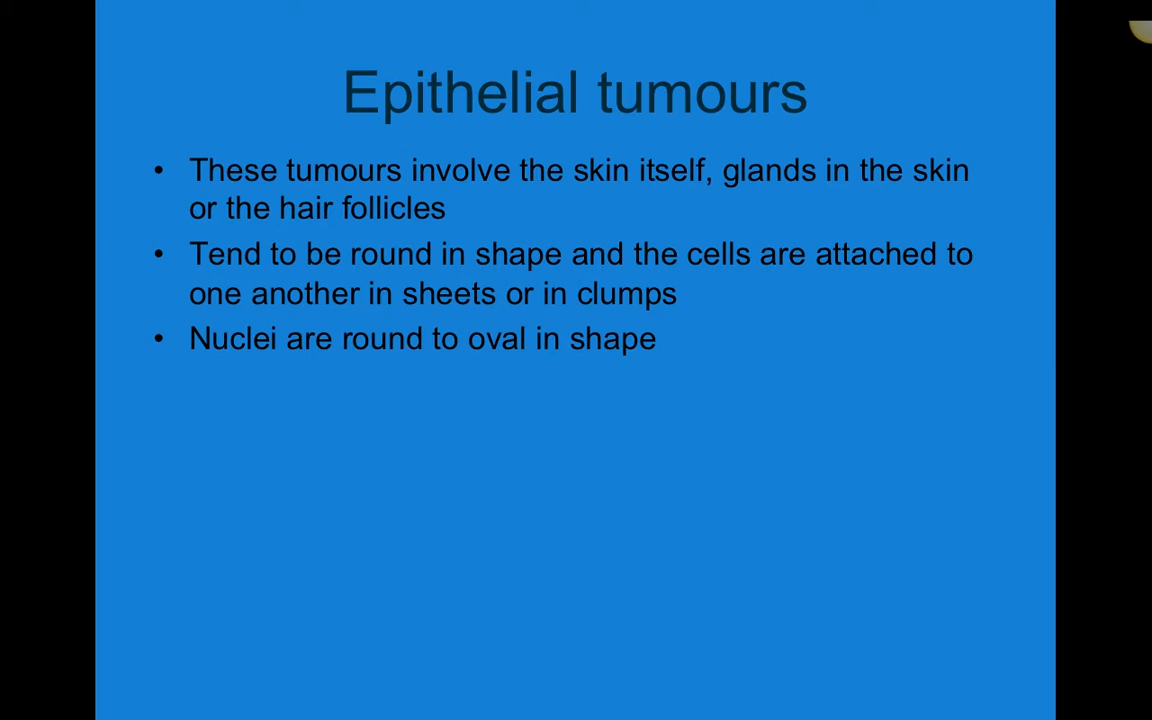 Epithelial tumours
• These tumours involve the skin itself, glands in the skin
or the hair follicles
• Tend to be round in shape and the cells are attached to
one another in sheets or in clumps
• Nuclei are round to oval in shape